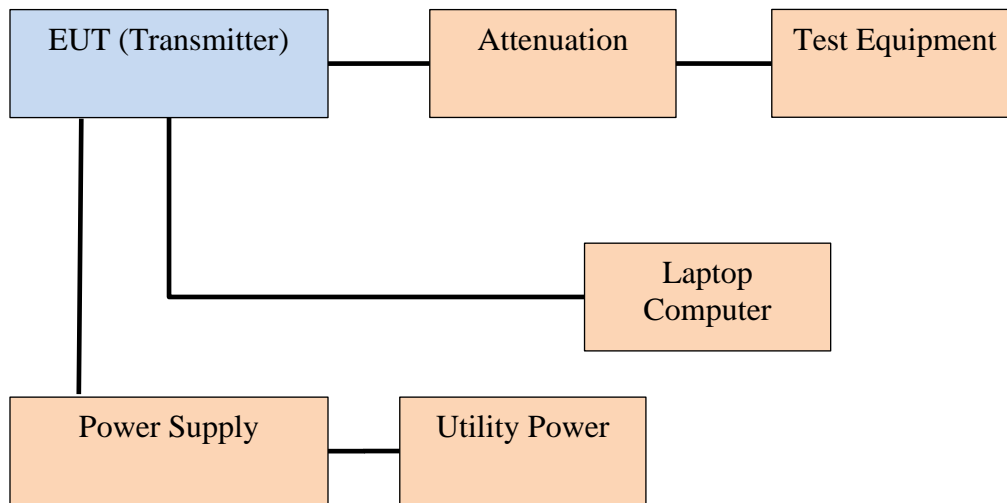 EUT (Transmitter)
Attenuation
Test Equipment
Laptop
Computer
Power Supply
Utility Power